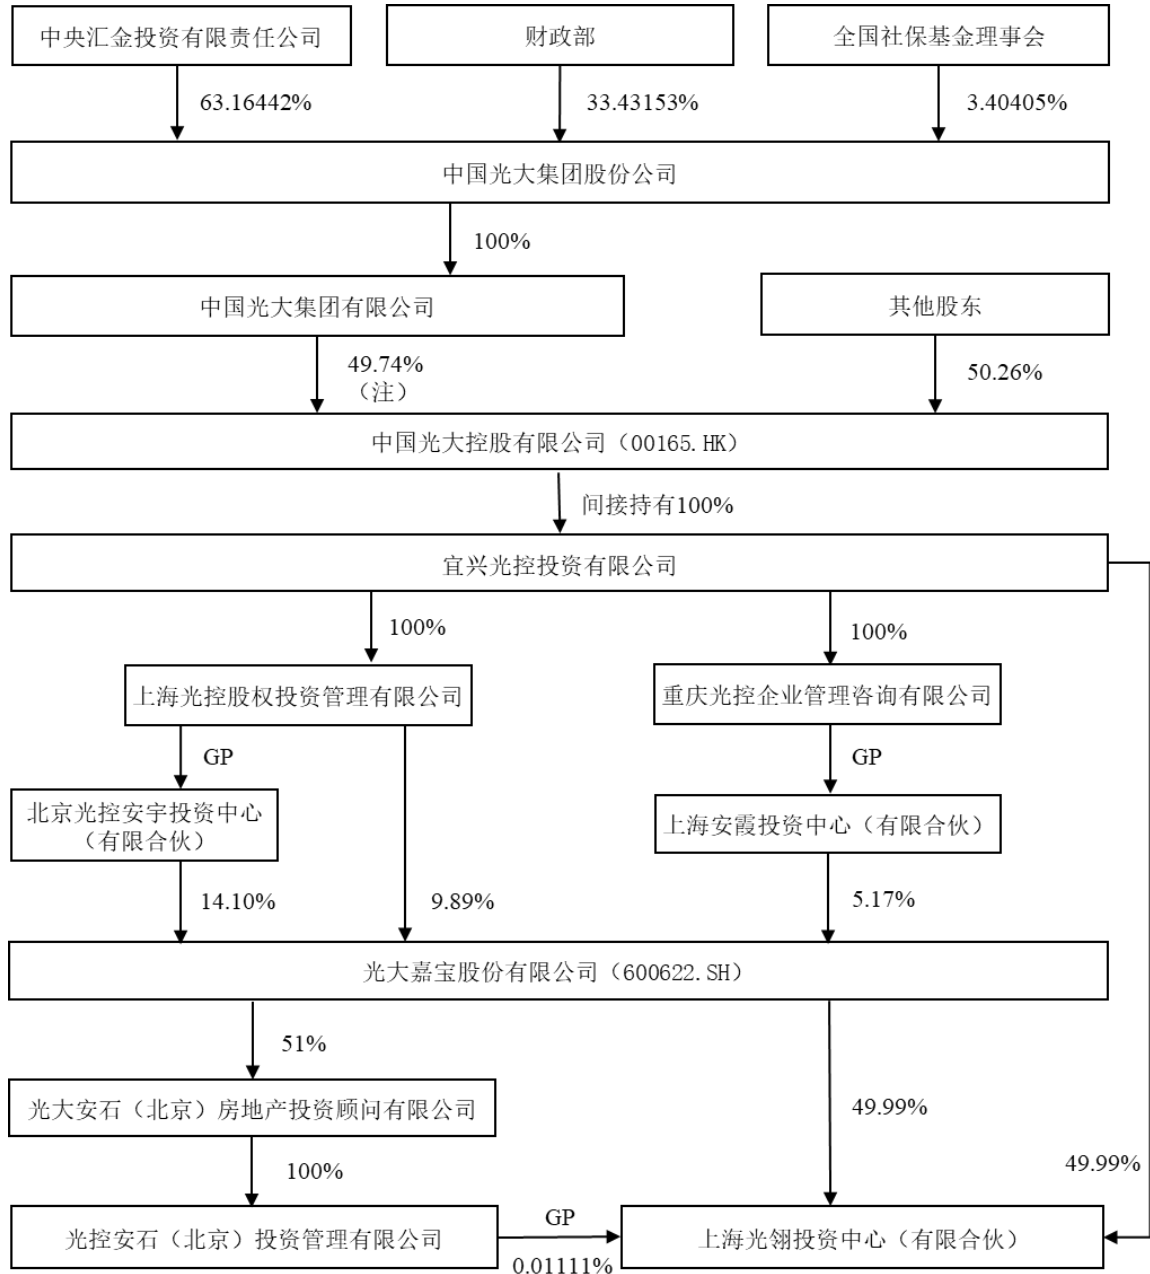 中央汇金投资有限责任公司
财政部
全国社保基金理事会
63.16442%
33.43153%
3.40405%
中国光大集团股份公司
100%
中国光大集团有限公司
其他股东
49.74%
（注）
50.26%
中国光大控股有限公司（00165.HK）
间接持有100%
宜兴光控投资有限公司
100%
100%
上海光控股权投资管理有限公司
重庆光控企业管理咨询有限公司
GP
GP
北京光控安宇投资中心
（有限合伙）
上海安霞投资中心（有限合伙）
14.10%
9.89%
5.17%
光大嘉宝股份有限公司（600622.SH）
51%
光大安石（北京）房地产投资顾问有限公司
49.99%
100%
49.99%
光控安石（北京）投资管理有限公司
GP
0.01111%
上海光翎投资中心（有限合伙）